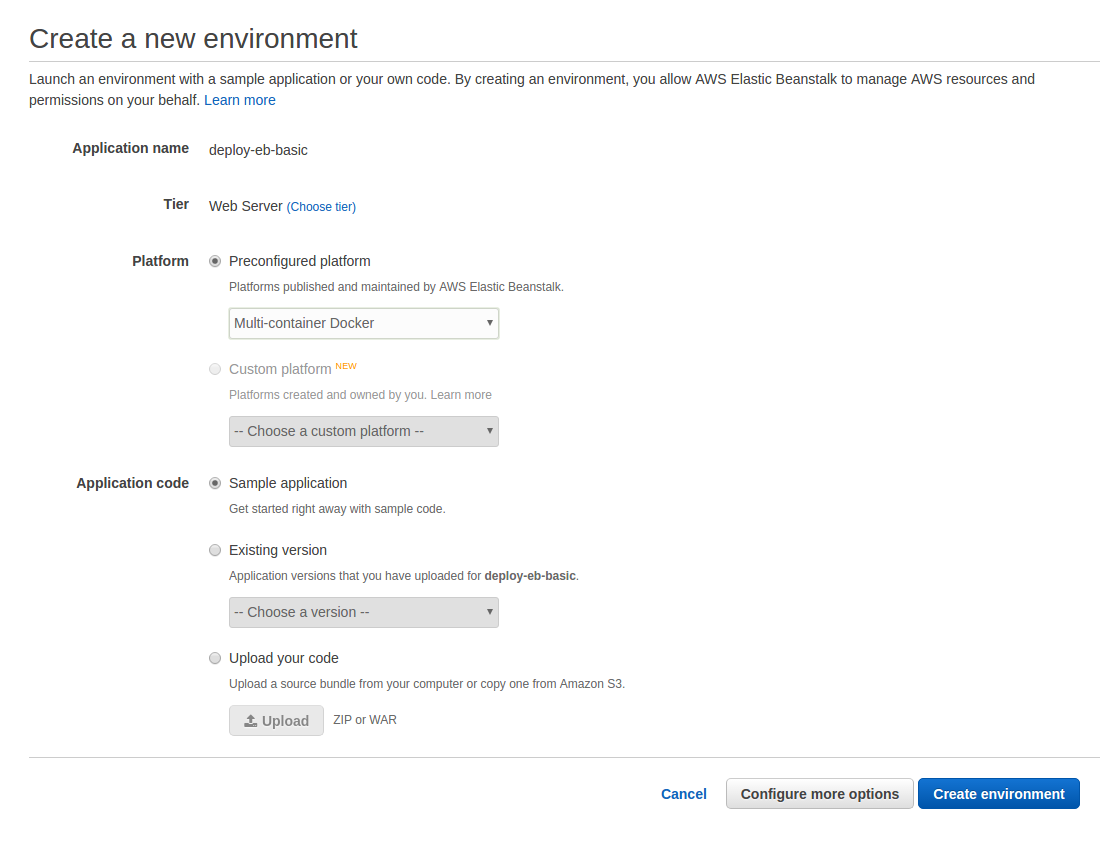 Create a new environment
Launch an environment with a sample application or your own code. By creating an environment, you allow AWS Elastic Beanstalk to manage AWS resources and
permissions on your behalf. Learn more
Application name deploy-eb-basic
Tier Web Server (Choose tier)
Platform Preconfigured platform
Platforms published and maintained by AWS Elastic Beanstalk.
Multi-container Docker
Custom platform NEW
Platforms created and owned by you. Learn more
-- Choose a custom platform --
Application code Sample application
Get started right away with sample code.
Existing version
Application versions that you have uploaded for deploy-eb-basic.
-- Choose a version --
Upload your code
Upload a source bundle from your computer or copy one from Amazon S3.
Upload ZIP or WAR
Cancel Configure more options Create environment